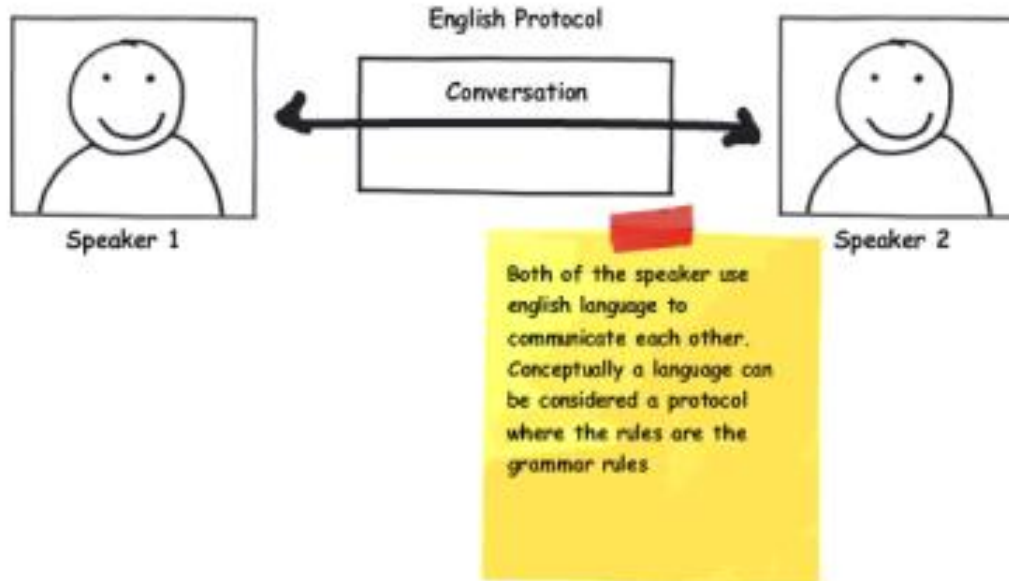 English Protocol
Conversation
Speaker 1
Speaker 2
Both of the speaker use
english language to
communicate each other.
Conceptually a language can
be considered a protocol
where the rules are the
grammar rules